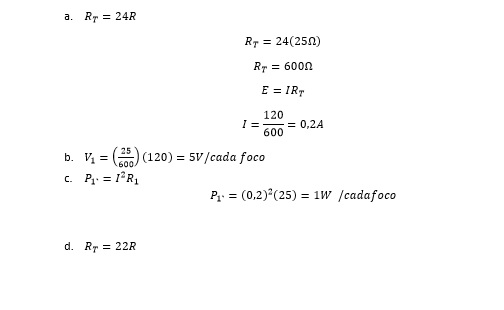 a. R_T = 24R
R_T = 24(25Ω)
R_T = 600Ω
E = IR_T
I = 120/600 = 0,2A
b. V_1 = (25/600)(120) = 5V/cada foco
c. P_1· = I²R_1
P_1· = (0,2)²(25) = 1W /cadafoco
d. R_T = 22R